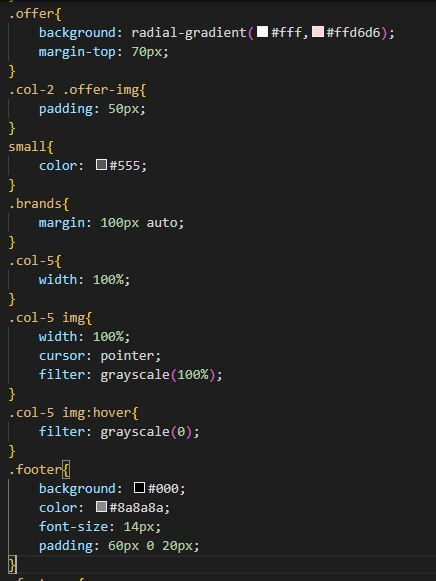 .offer{
    background: radial-gradient(#fff,#ffd6d6);
    margin-top: 70px;
}
.col-2 .offer-img{
    padding: 50px;
}
small{
    color: #555;
}
.brands{
    margin: 100px auto;
}
.col-5{
    width: 100%;
}
.col-5 img{
    width: 100%;
    cursor: pointer;
    filter: grayscale(100%);
}
.col-5 img:hover{
    filter: grayscale(0);
}
.footer{
    background: #000;
    color: #8a8a8a;
    font-size: 14px;
    padding: 60px 0 20px;
}